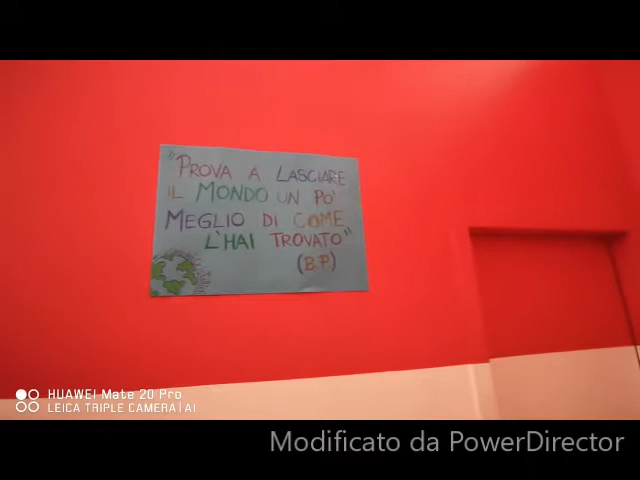 "PROVA A LASCIARE
IL MONDO UN PO'
MEGLIO DI COME
L'HAI TROVATO"
(B.P)
HUAWEI Mate 20 Pro
LEICA TRIPLE CAMERA | AI
Modificato da PowerDirector